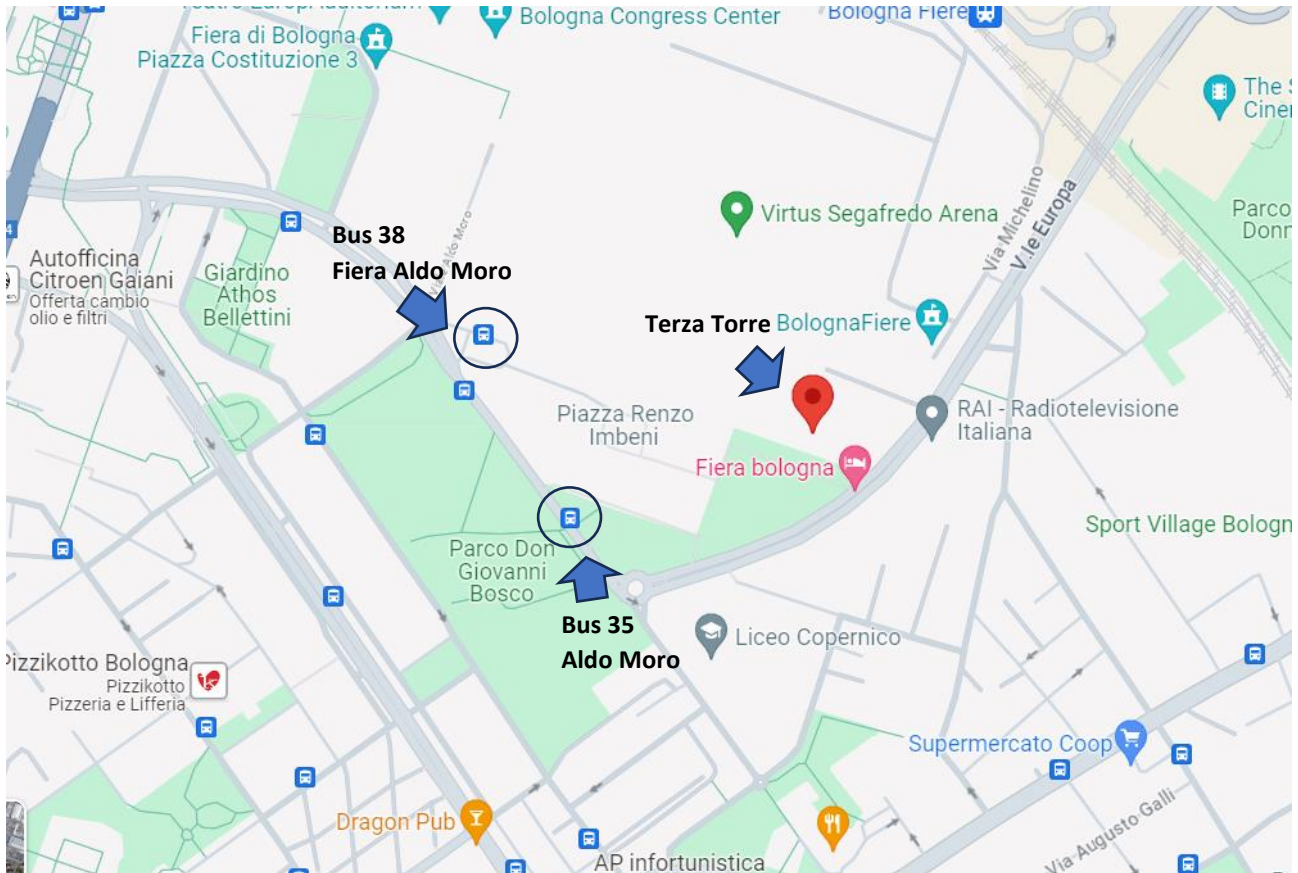 Bologna Congress Center
Bologna Fiere
Fiera di Bologna
Piazza Costituzione 3
The
Via Aldo Moro
Via Michelino
V.le Europa
Virtus Segafredo Arena
Parco
Bus 38
Fiera Aldo Moro
Autofficina
Citroen Gaiani
Offerta cambio
olio e filtri
Giardino
Athos
Bellettini
Terza Torre
BolognaFiere
Piazza Renzo
Imbeni
RAI - Radiotelevisione
Italiana
Fiera bologna
Sport Village
Parco Don
Giovanni
Bosco
Bus 35
Aldo Moro
Liceo Copernico
Pizzikotto Bologna
Pizzikotto
Pizzeria e Lifferia
Supermercato Coop
Dragon Pub
Via Augusto Galli
AP infortunistica